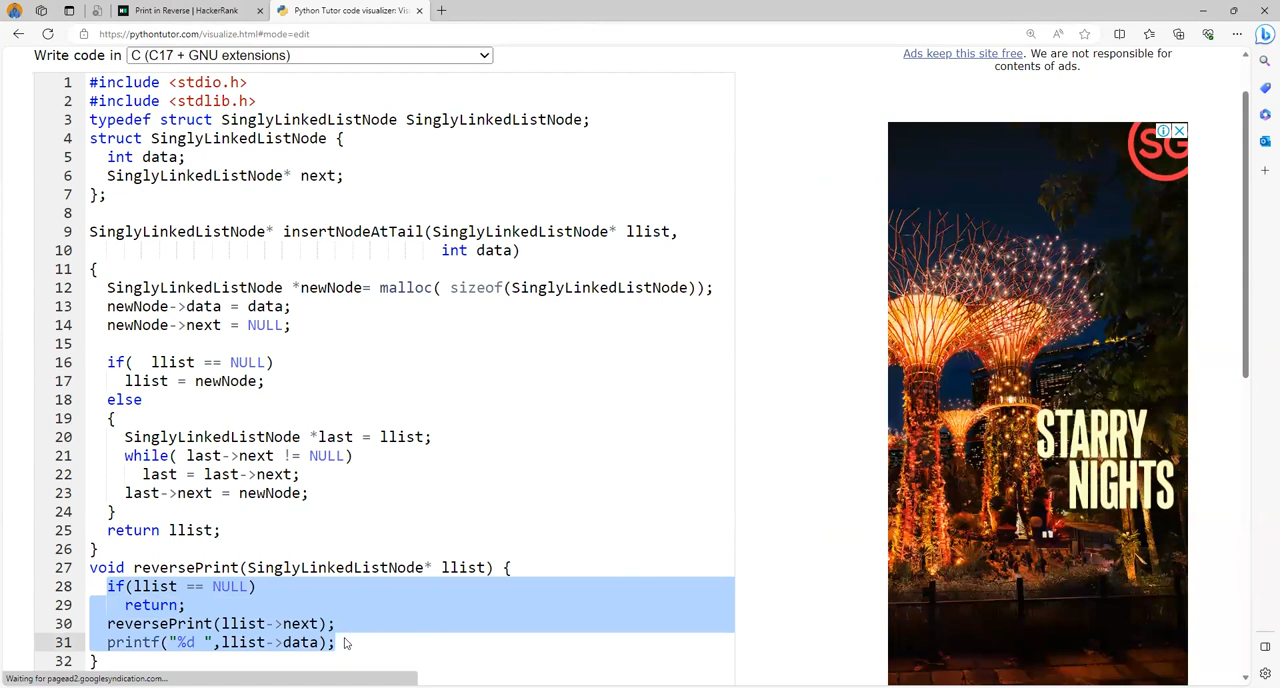 Print in Reverse | HackerRank
Python Tutor code visualizer: Vis
https://pythontutor.com/visualize.html#mode=edit
Write code in C (C17 + GNU extensions)
Ads keep this site free. We are not responsible for
contents of ads.
1 #include <stdio.h>
2 #include <stdlib.h>
3 typedef struct SinglyLinkedListNode SinglyLinkedListNode;
4 struct SinglyLinkedListNode {
5 int data;
6 SinglyLinkedListNode* next;
7 };
8
9 SinglyLinkedListNode* insertNodeAtTail(SinglyLinkedListNode* llist,
10 int data)
11 {
12 SinglyLinkedListNode *newNode= malloc( sizeof(SinglyLinkedListNode));
13 newNode->data = data;
14 newNode->next = NULL;
15
16 if(  llist == NULL)
17 llist = newNode;
18 else
19 {
20 SinglyLinkedListNode *last = llist;
21 while( last->next != NULL)
22 last = last->next;
23 last->next = newNode;
24 }
25 return llist;
26 }
27 void reversePrint(SinglyLinkedListNode* llist) {
28 if(llist == NULL)
29 return;
30 reversePrint(llist->next);
31 printf("%d ",llist->data);
32 }
SG
STARRY
NIGHTS
Waiting for pagead2.googlesyndication.com...